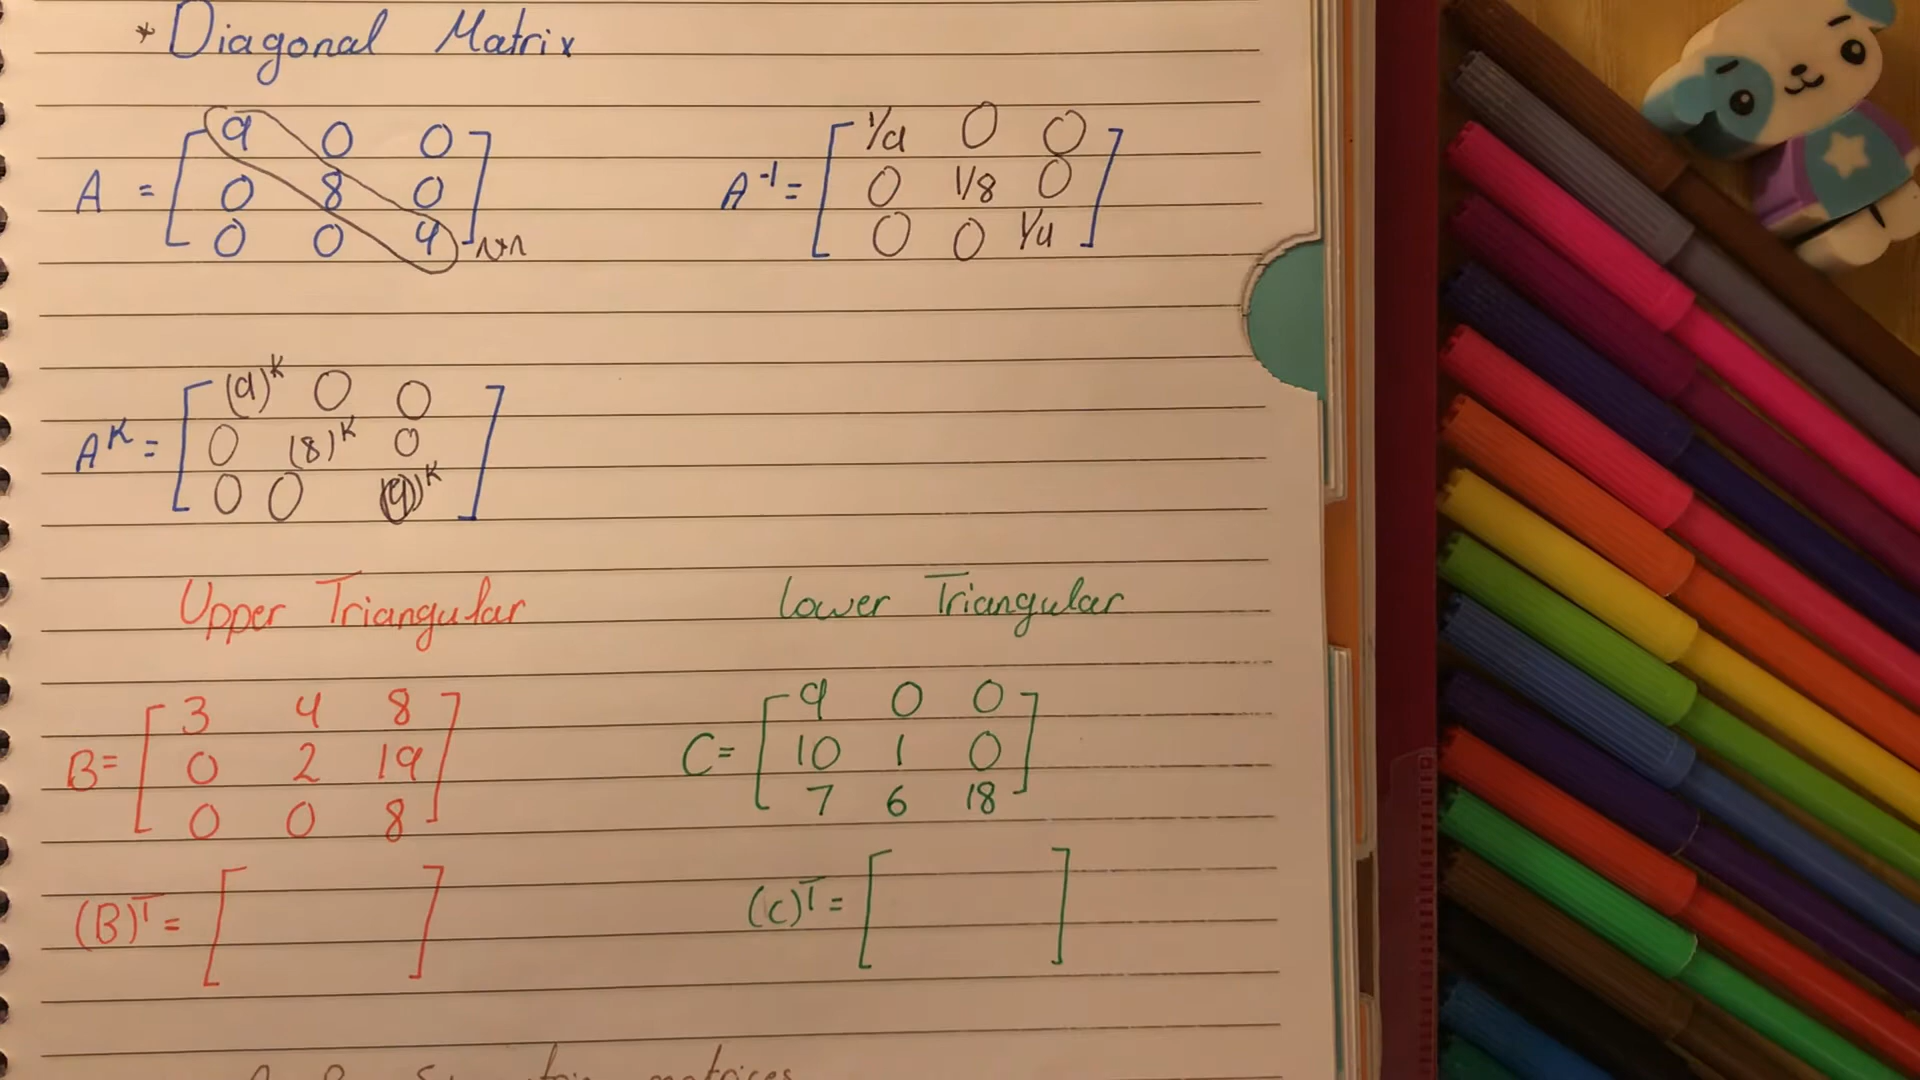 * Diagonal Matrix
A = [ 9 0 0
0 8 0
0 0 4 ] n×n
A⁻¹ = [ 1/9 0 0
0 1/8 0
0 0 1/4 ]
Aᴷ = [ (9)ᴷ 0 0
0 (8)ᴷ 0
0 0 (4)ᴷ ]
Upper Triangular
B = [ 3 4 8
0 2 19
0 0 8 ]
(B)ᵀ = [ ]
Lower Triangular
C = [ 9 0 0
10 1 0
7 6 18 ]
(C)ᵀ = [ ]
matrices